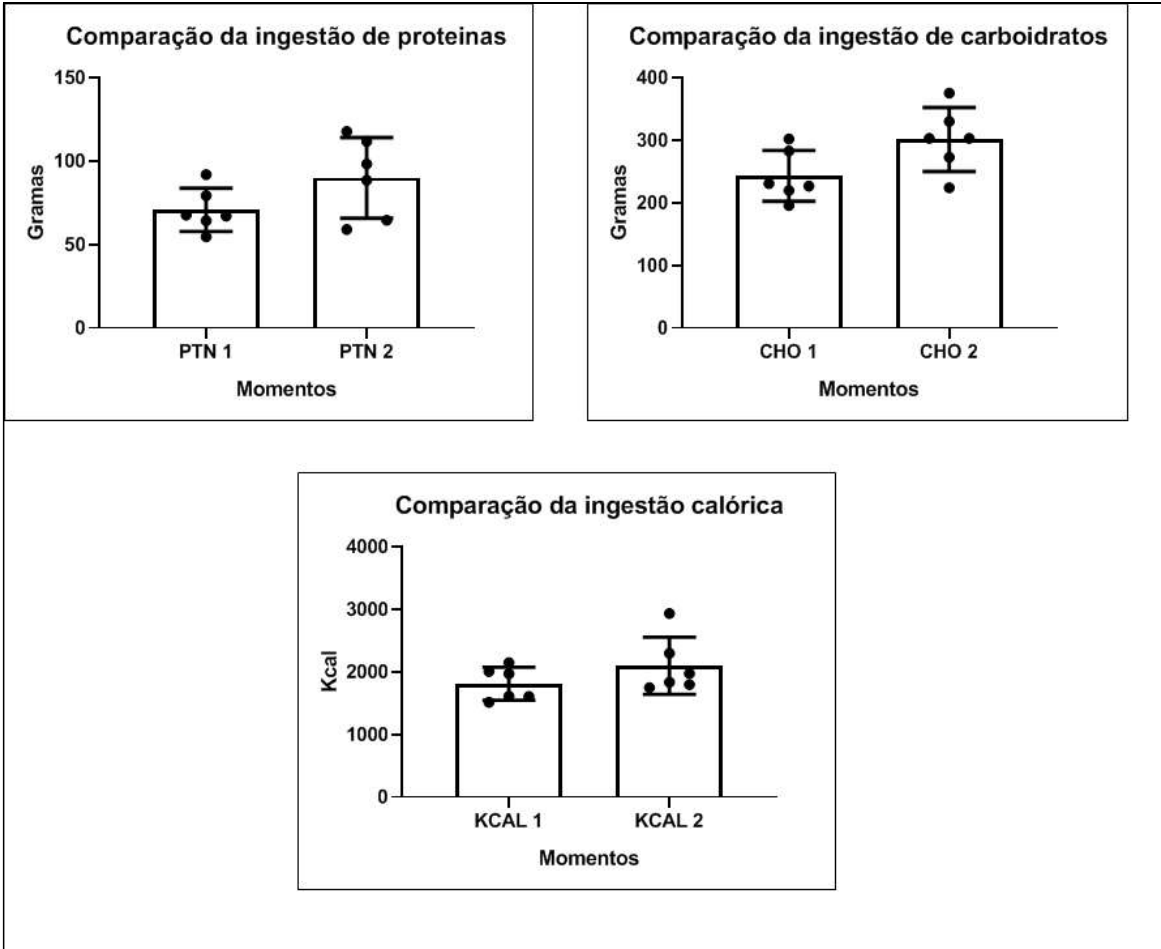 Comparação da ingestão de proteinas
150
100
50
0
Gramas
PTN 1
PTN 2
Momentos
Comparação da ingestão de carboidratos
400
300
200
100
0
Gramas
CHO 1
CHO 2
Momentos
Comparação da ingestão calórica
4000
3000
2000
1000
0
Kcal
KCAL 1
KCAL 2
Momentos